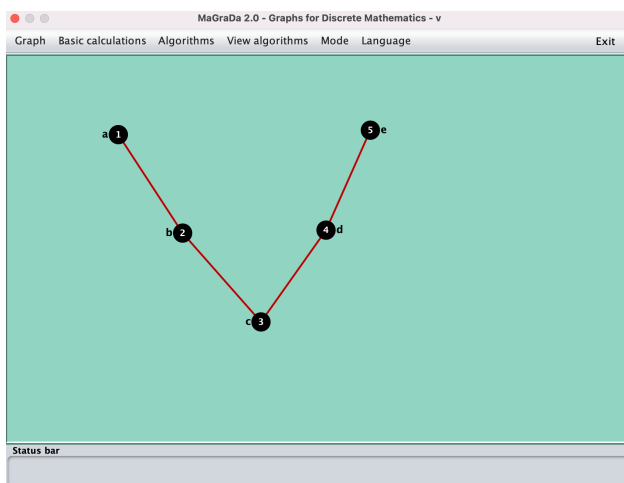 MaGraDa 2.0 - Graphs for Discrete Mathematics - v
Graph Basic calculations Algorithms View algorithms Mode Language Exit
a 1
5 e
b 2
4 d
c 3
Status bar